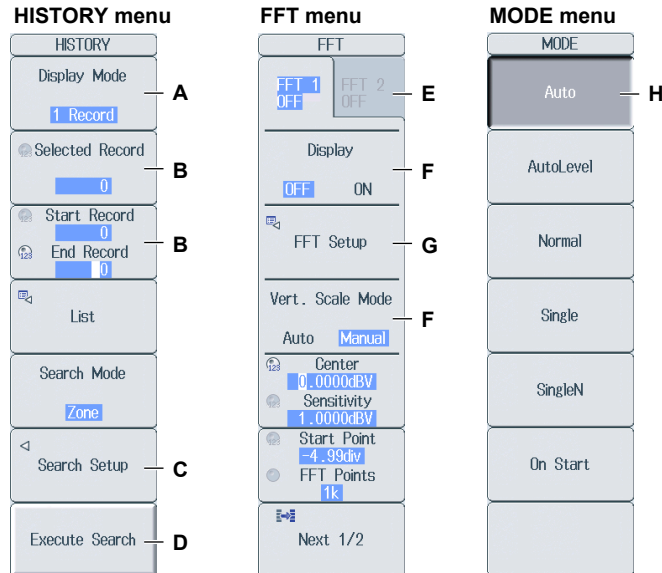 HISTORY menu
HISTORY
Display Mode
A
1 Record
Selected Record
B
0
Start Record
0
B
123
End Record
0
List
Search Mode
Zone
Search Setup
C
Execute Search
D
FFT menu
FFT
FFT 1
OFF
FFT 2
OFF
E
Display
F
OFF ON
FFT Setup
G
Vert. Scale Mode
F
Auto Manual
123
Center
0.0000dBV
Sensitivity
1.0000dBV
Start Point
-4.99div
FFT Points
1k
Next 1/2
MODE menu
MODE
Auto
H
AutoLevel
Normal
Single
SingleN
On Start